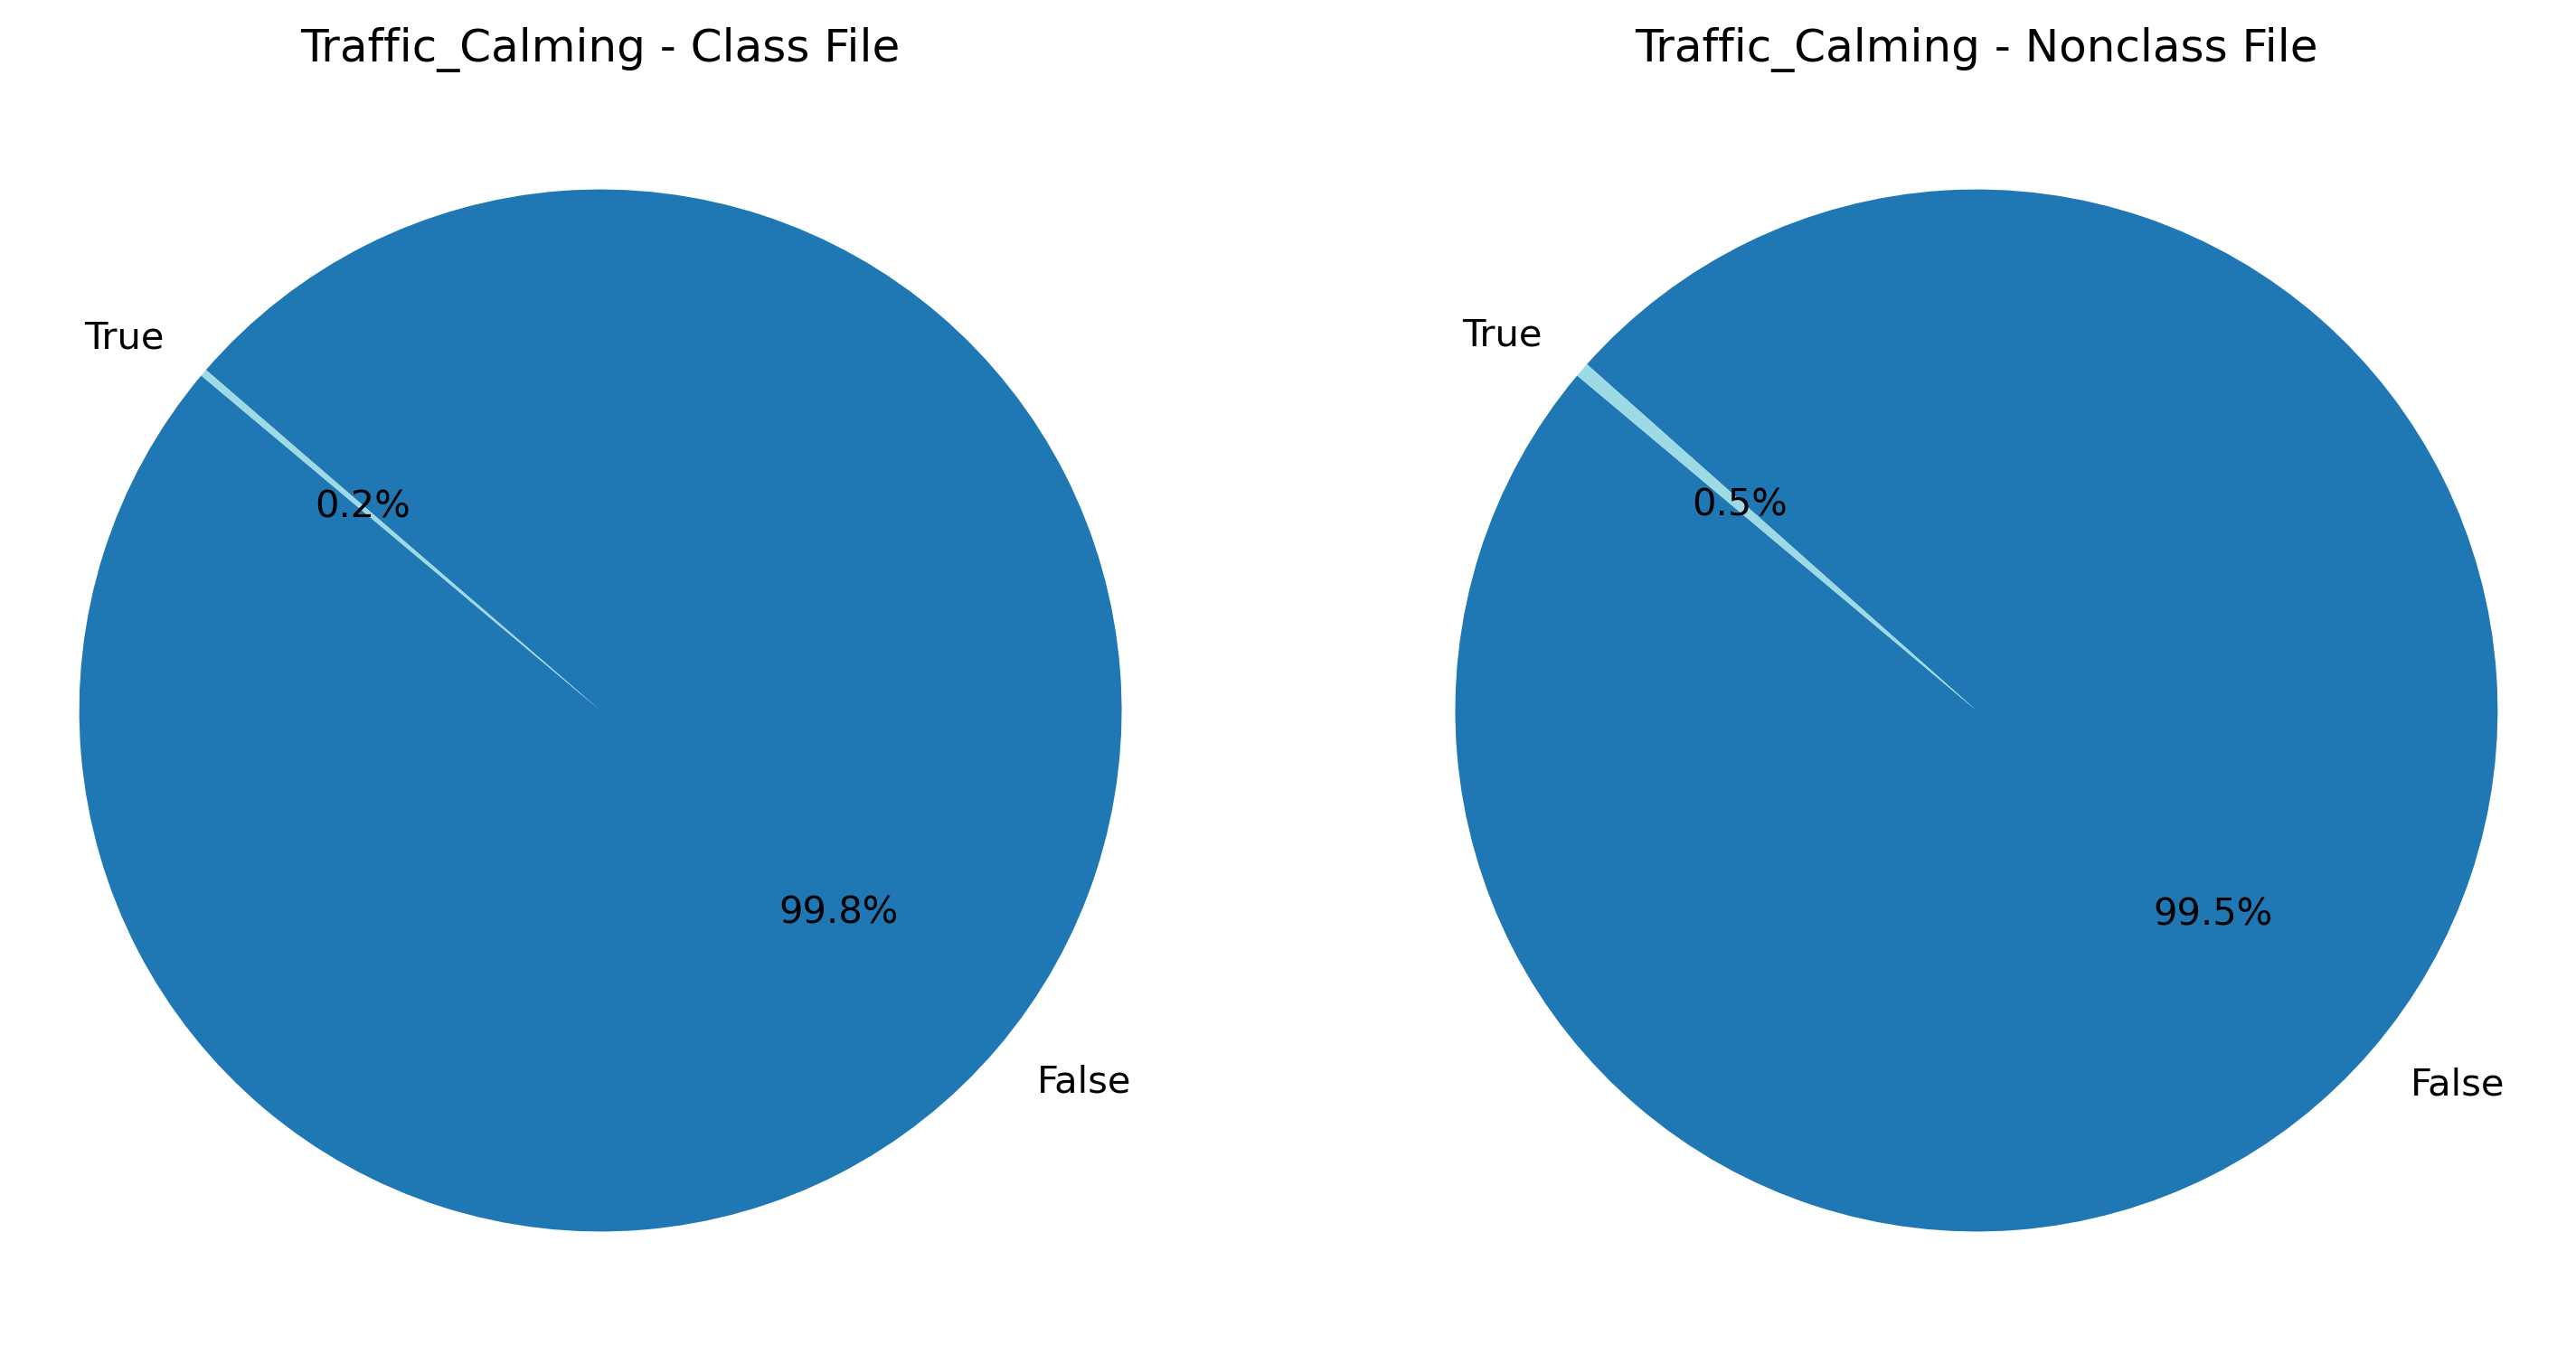 Traffic_Calming - Class File
True
0.2%
99.8%
False
Traffic_Calming - Nonclass File
True
0.5%
99.5%
False